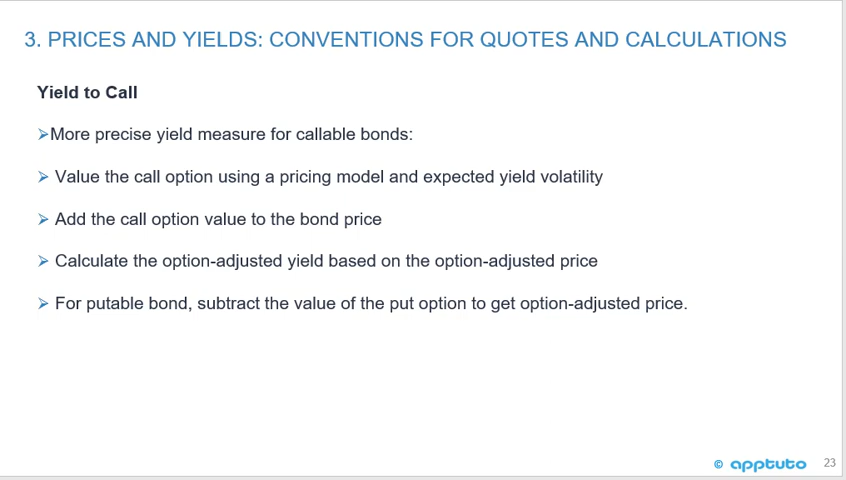 3. PRICES AND YIELDS: CONVENTIONS FOR QUOTES AND CALCULATIONS
Yield to Call
➢More precise yield measure for callable bonds:
➢ Value the call option using a pricing model and expected yield volatility
➢ Add the call option value to the bond price
➢ Calculate the option-adjusted yield based on the option-adjusted price
➢ For putable bond, subtract the value of the put option to get option-adjusted price.
© apptuto 23